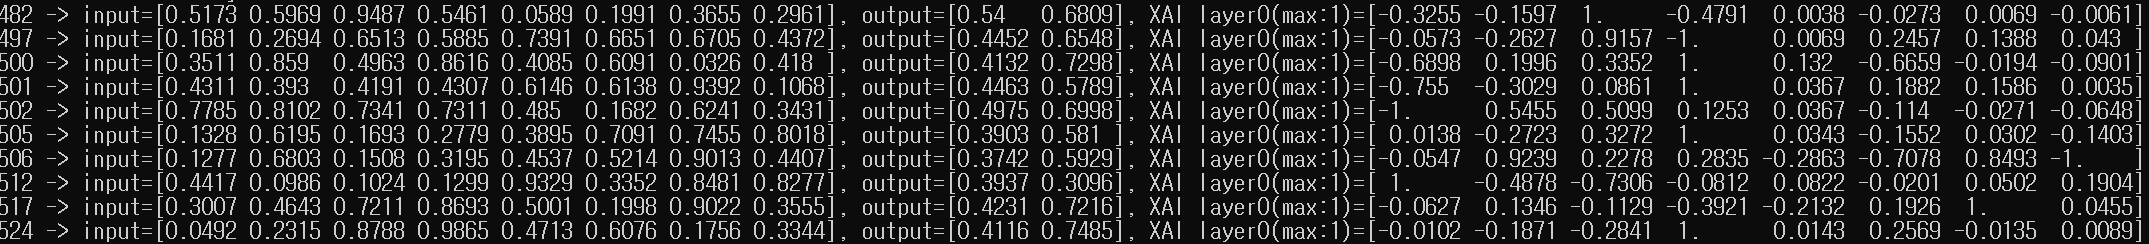 482 -> input=[0.5173 0.5969 0.9487 0.5461 0.0589 0.1991 0.3655 0.2961], output=[0.54   0.6809], XAI layer0(max:1)=[-0.3255 -0.1597  1.     -0.4791  0.0038 -0.0273  0.0069 -0.0061]
497 -> input=[0.1681 0.2694 0.6513 0.5885 0.7391 0.6651 0.6705 0.4372], output=[0.4452 0.6548], XAI layer0(max:1)=[-0.0573 -0.2627  0.9157 -1.      0.0069  0.2457  0.1388  0.043 ]
500 -> input=[0.3511 0.859  0.4963 0.8616 0.4085 0.6091 0.0326 0.418 ], output=[0.4132 0.7298], XAI layer0(max:1)=[-0.6898  0.1996  0.3352  1.      0.132  -0.6659 -0.0194 -0.0901]
501 -> input=[0.4311 0.393  0.4191 0.4307 0.6146 0.6138 0.9392 0.1068], output=[0.4463 0.5789], XAI layer0(max:1)=[-0.755  -0.3029  0.0861  1.      0.0367  0.1882  0.1586  0.0035]
502 -> input=[0.7785 0.8102 0.7341 0.7311 0.485  0.1682 0.6241 0.3431], output=[0.4975 0.6998], XAI layer0(max:1)=[-1.      0.5455  0.5099  0.1253  0.0367 -0.114  -0.0271 -0.0648]
505 -> input=[0.1328 0.6195 0.1693 0.2779 0.3895 0.7091 0.7455 0.8018], output=[0.3903 0.581 ], XAI layer0(max:1)=[ 0.0138 -0.2723  0.3272  1.      0.0343 -0.1552  0.0302 -0.1403]
506 -> input=[0.1277 0.6803 0.1508 0.3195 0.4537 0.5214 0.9013 0.4407], output=[0.3742 0.5929], XAI layer0(max:1)=[-0.0547  0.9239  0.2278  0.2835 -0.2863 -0.7078  0.8493 -1.    ]
512 -> input=[0.4417 0.0986 0.1024 0.1299 0.9329 0.3352 0.8481 0.8277], output=[0.3937 0.3096], XAI layer0(max:1)=[ 1.     -0.4878 -0.7306 -0.0812  0.0822 -0.0201  0.0502  0.1904]
517 -> input=[0.3007 0.4643 0.7211 0.8693 0.5001 0.1998 0.9022 0.3555], output=[0.4231 0.7216], XAI layer0(max:1)=[-0.0627  0.1346 -0.1129 -0.3921 -0.2132  0.1926  1.      0.0455]
524 -> input=[0.0492 0.2315 0.8788 0.9865 0.4713 0.6076 0.1756 0.3344], output=[0.4116 0.7485], XAI layer0(max:1)=[-0.0102 -0.1871 -0.2841  1.      0.0143  0.2569 -0.0135  0.0089]